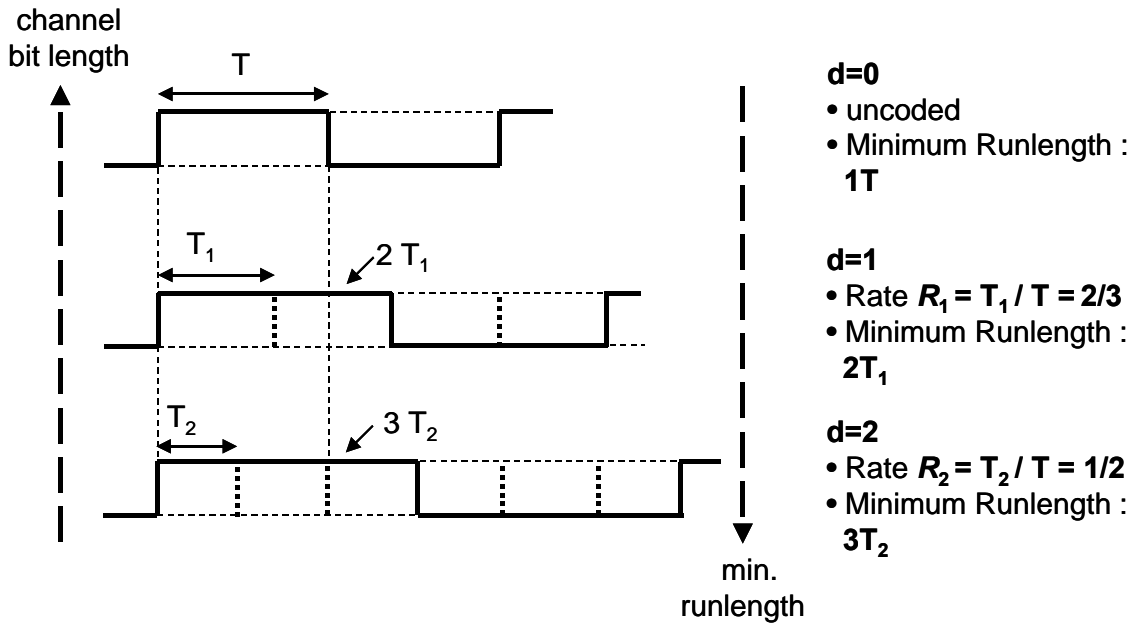 channel
bit length
T
d=0
• uncoded
• Minimum Runlength :
1T
T₁
2 T₁
d=1
• Rate R₁ = T₁ / T = 2/3
• Minimum Runlength :
2T₁
T₂
3 T₂
d=2
• Rate R₂ = T₂ / T = 1/2
• Minimum Runlength :
3T₂
min.
runlength